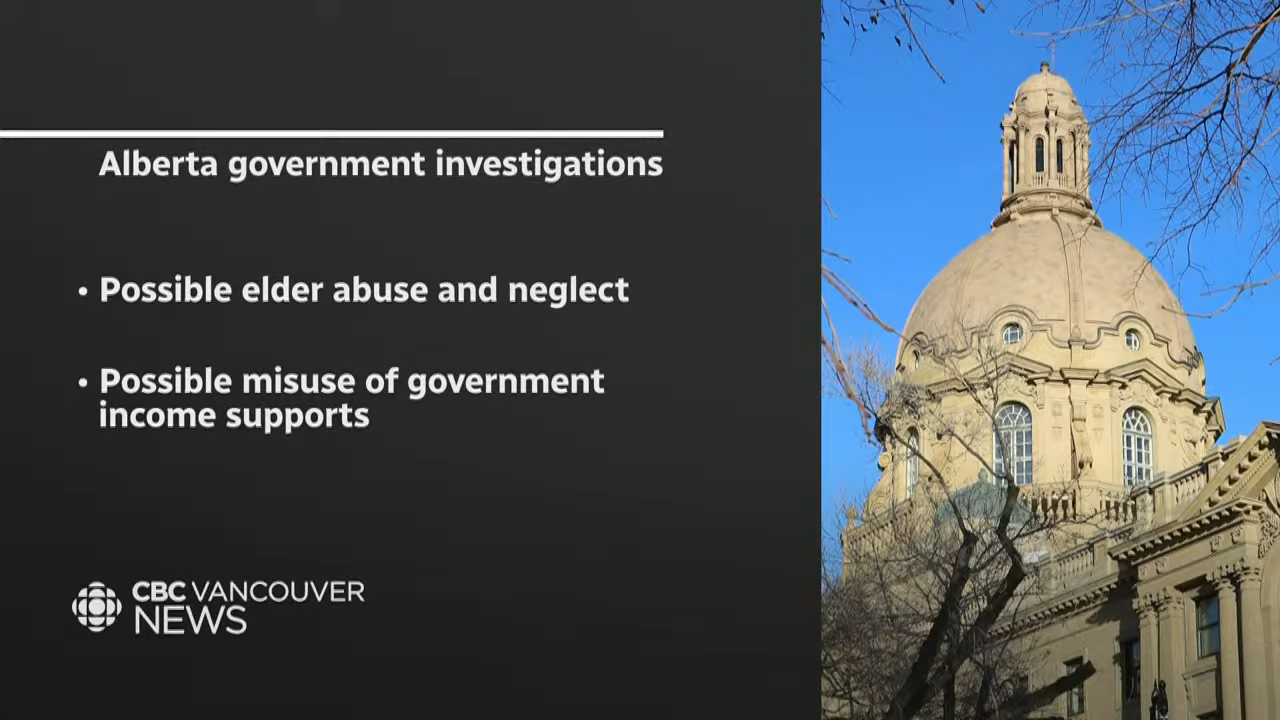 Alberta government investigations
• Possible elder abuse and neglect
• Possible misuse of government
income supports
CBC VANCOUVER
NEWS